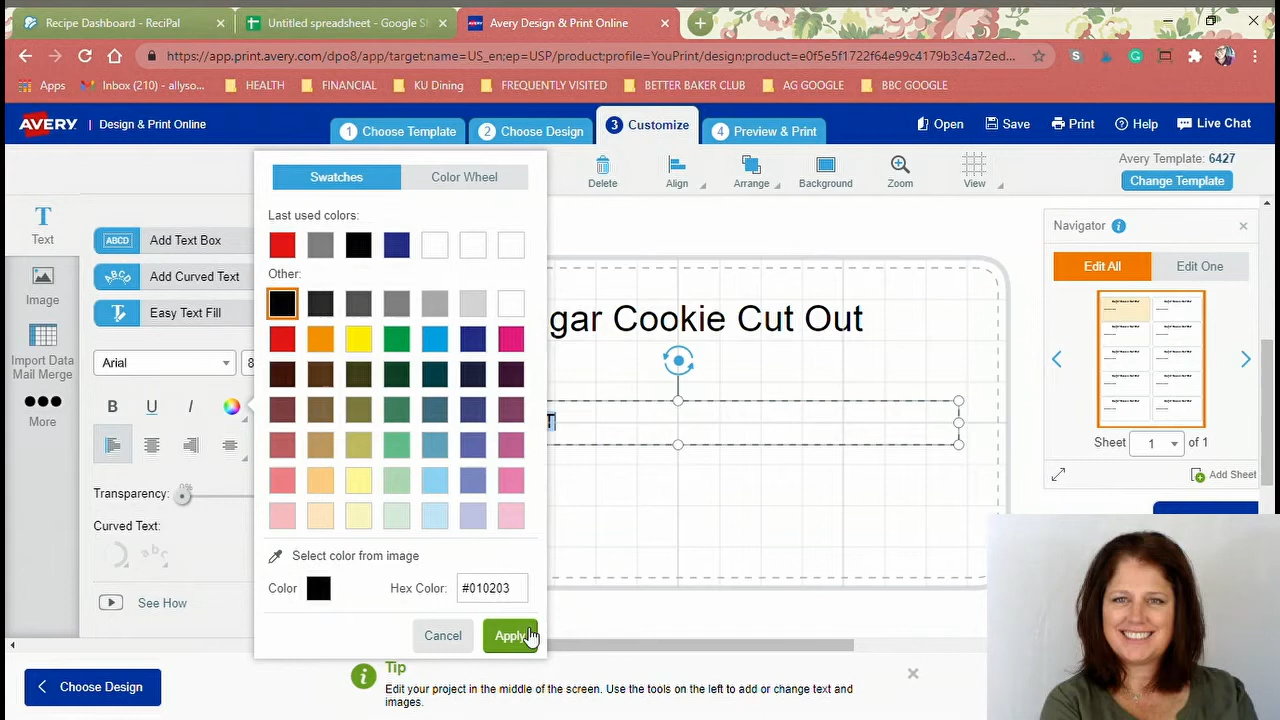 Recipe Dashboard – ReciPal
Untitled spreadsheet - Google S
Avery Design & Print Online
https://app.print.avery.com/dpo8/app/target:name=US_en;rep=USP/productprofile=YouPrint/design:product=e0f5e5f1722f64e99c4179b3c4a72ed...
Apps
Inbox (210) - allyso...
HEALTH
FINANCIAL
KU Dining
FREQUENTLY VISITED
BETTER BAKER CLUB
AG GOOGLE
BBC GOOGLE
AVERY
Design & Print Online
1 Choose Template
2 Choose Design
3 Customize
4 Preview & Print
Open
Save
Print
Help
Live Chat
Delete
Align
Arrange
Background
Zoom
View
Avery Template: 6427
Change Template
Text
Image
Import Data
Mail Merge
More
ABCD Add Text Box
ABC Add Curved Text
Easy Text Fill
Arial
8
B U I
Transparency: 0%
Curved Text:
abc
See How
Swatches
Color Wheel
Last used colors:
Other:
Select color from image
Color
Hex Color: #010203
Cancel
Apply
gar Cookie Cut Out
T
Navigator
Edit All
Edit One
Sheet 1 of 1
Add Sheet
Choose Design
Tip
Edit your project in the middle of the screen. Use the tools on the left to add or change text and
images.